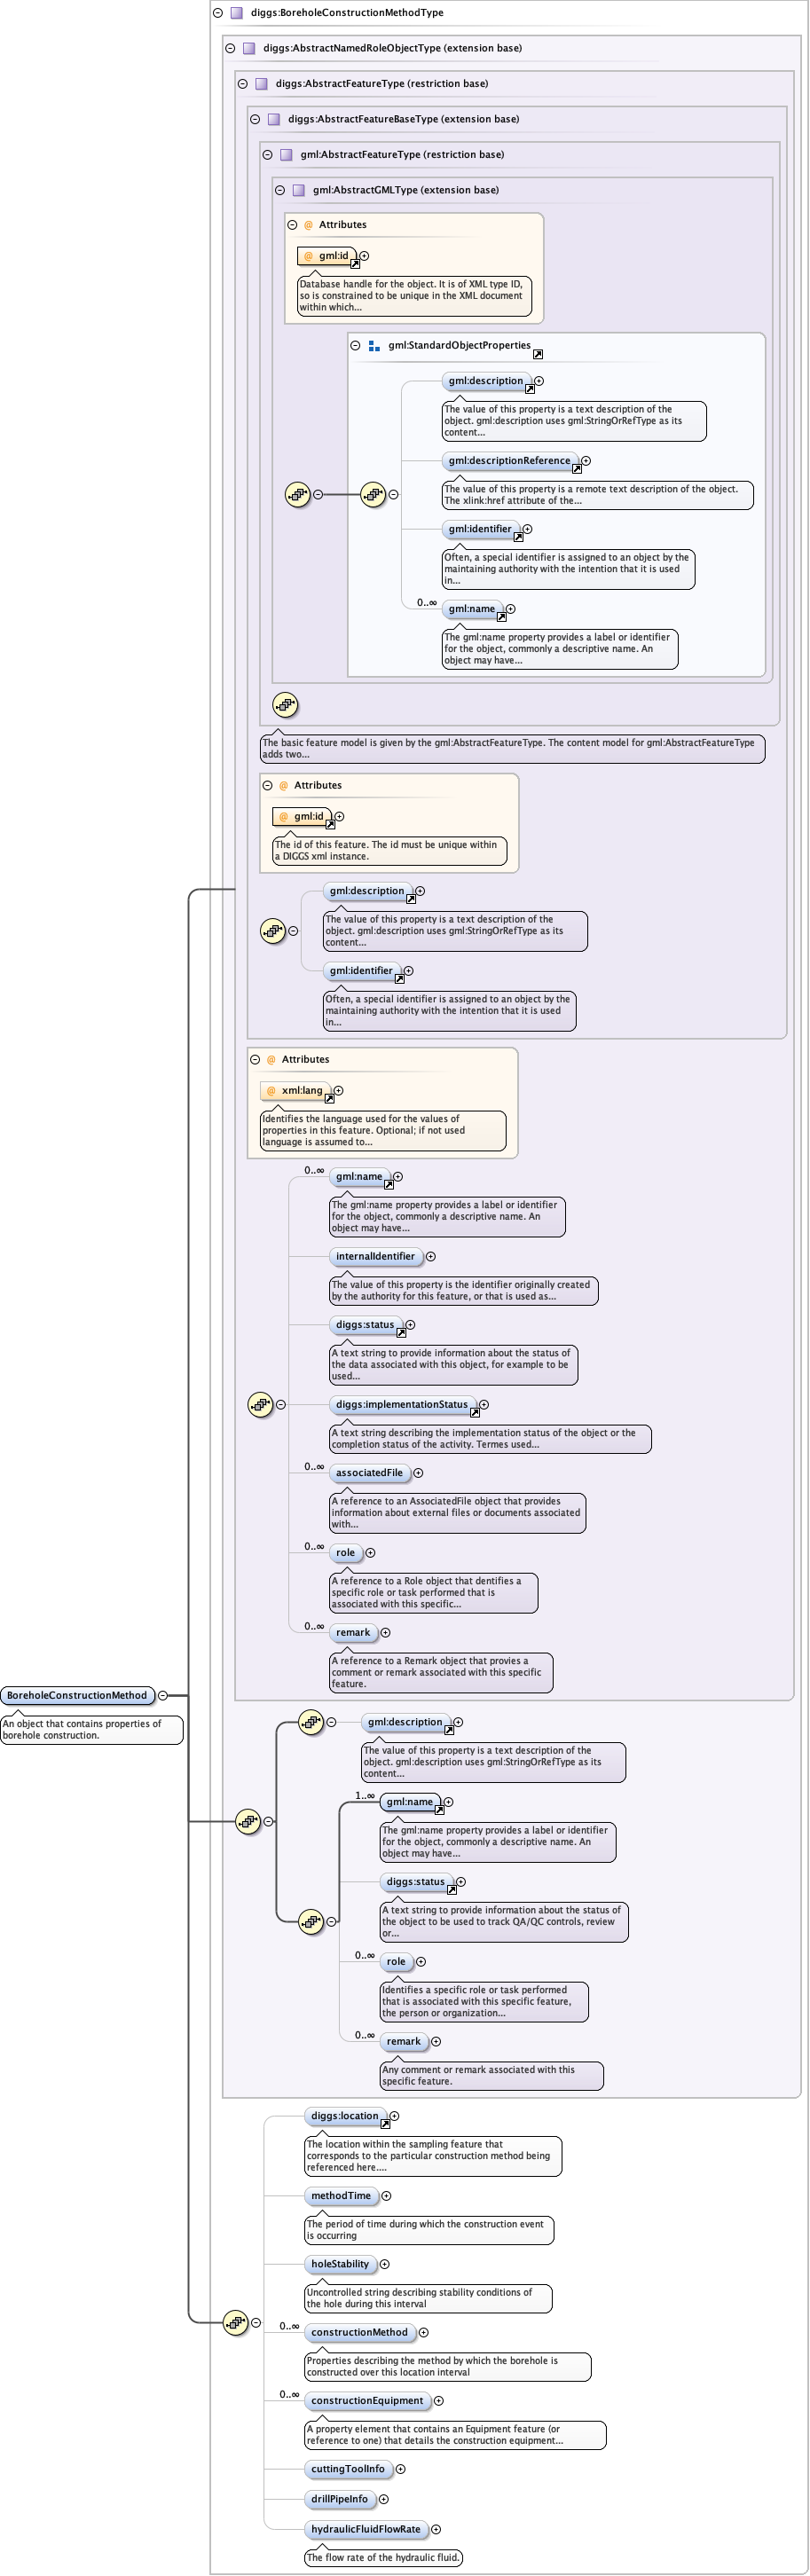 diggs:BoreholeConstructionMethodType
diggs:AbstractNamedRoleObjectType (extension base)
diggs:AbstractFeatureType (restriction base)
diggs:AbstractFeatureBaseType (extension base)
gml:AbstractFeatureType (restriction base)
gml:AbstractGMLType (extension base)
@ Attributes
@ gml:id
Database handle for the object. It is of XML type ID,
so is constrained to be unique in the XML document
within which...
gml:StandardObjectProperties
gml:description
The value of this property is a text description of the
object. gml:description uses gml:StringOrRefType as its
content...
gml:descriptionReference
The value of this property is a remote text description of the object.
The xlink:href attribute of the...
gml:identifier
Often, a special identifier is assigned to an object by the
maintaining authority with the intention that it is used
in...
0..∞
gml:name
The gml:name property provides a label or identifier
for the object, commonly a descriptive name. An
object may have...
The basic feature model is given by the gml:AbstractFeatureType. The content model for gml:AbstractFeatureType
adds two...
@ Attributes
@ gml:id
The id of this feature. The id must be unique within
a DIGGS xml instance.
gml:description
The value of this property is a text description of the
object. gml:description uses gml:StringOrRefType as its
content...
gml:identifier
Often, a special identifier is assigned to an object by the
maintaining authority with the intention that it is used
in...
@ Attributes
@ xml:lang
Identifies the language used for the values of
properties in this feature. Optional; if not used
language is assumed to...
0..∞
gml:name
The gml:name property provides a label or identifier
for the object, commonly a descriptive name. An
object may have...
internalIdentifier
The value of this property is the identifier originally created
by the authority for this feature, or that is used as...
diggs:status
A text string to provide information about the status of
the data associated with this object, for example to be
used...
diggs:implementationStatus
A text string describing the implementation status of the object or the
completion status of the activity. Termes used...
0..∞
associatedFile
A reference to an AssociatedFile object that provides
information about external files or documents associated
with...
0..∞
role
A reference to a Role object that dentifies a
specific role or task performed that is
associated with this specific...
0..∞
remark
A reference to a Remark object that provies a
comment or remark associated with this specific
feature.
BoreholeConstructionMethod
An object that contains properties of
borehole construction.
gml:description
The value of this property is a text description of the
object. gml:description uses gml:StringOrRefType as its
content...
1..∞
gml:name
The gml:name property provides a label or identifier
for the object, commonly a descriptive name. An
object may have...
diggs:status
A text string to provide information about the status of
the object to be used to track QA/QC controls, review
or...
0..∞
role
Identifies a specific role or task performed
that is associated with this specific feature,
the person or organization...
0..∞
remark
Any comment or remark associated with this
specific feature.
diggs:location
The location within the sampling feature that
corresponds to the particular construction method being
referenced here....
methodTime
The period of time during which the construction event
is occurring
holeStability
Uncontrolled string describing stability conditions of
the hole during this interval
0..∞
constructionMethod
Properties describing the method by which the borehole is
constructed over this location interval
0..∞
constructionEquipment
A property element that contains an Equipment feature (or
reference to one) that details the construction equipment...
cuttingToolInfo
drillPipeInfo
hydraulicFluidFlowRate
The flow rate of the hydraulic fluid.